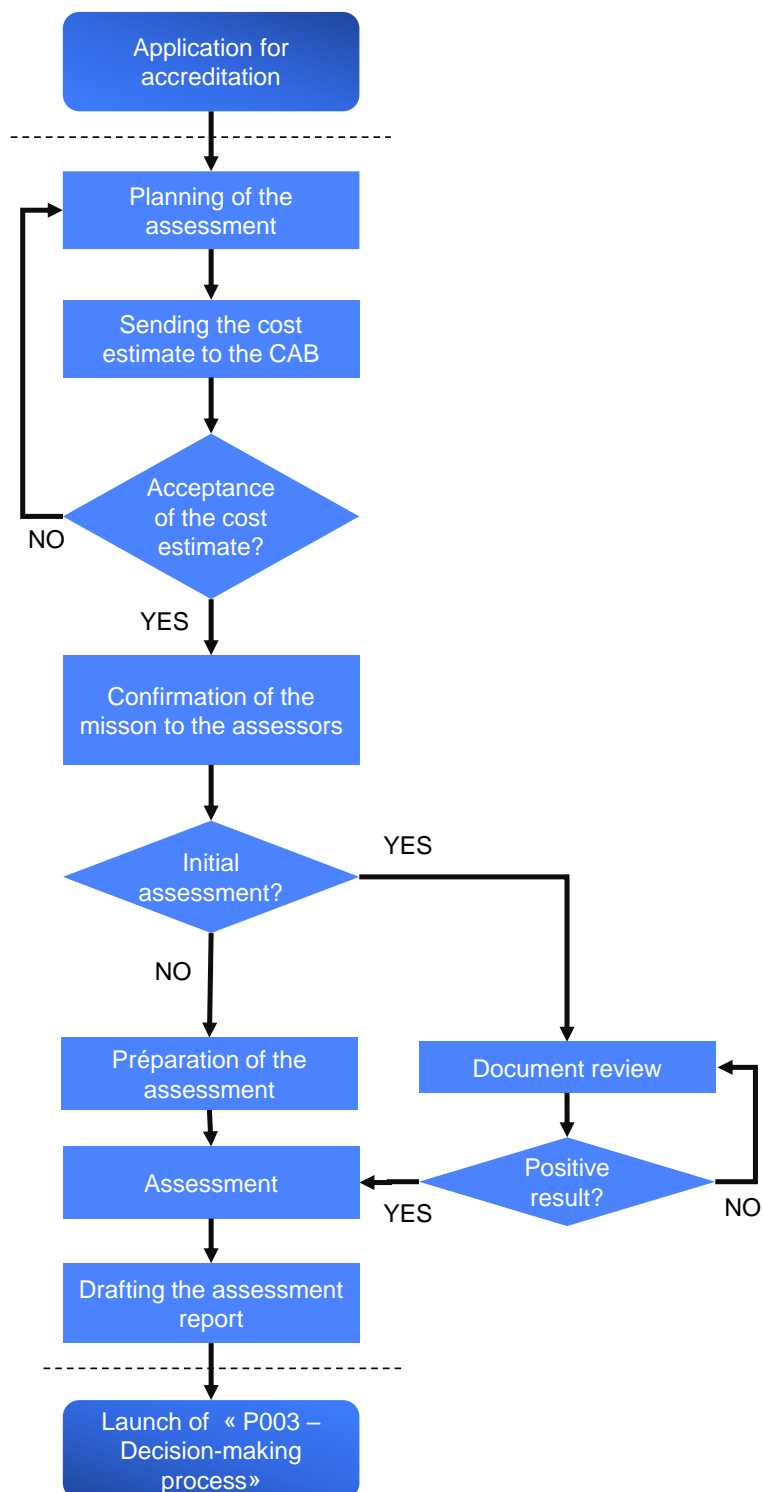 Application for
accreditation
Planning of the
assessment
Sending the cost
estimate to the CAB
Acceptance
of the cost
estimate?
NO
YES
Confirmation of the
misson to the assessors
Initial
assessment?
YES
NO
Préparation of the
assessment
Document review
Assessment
Positive
result?
YES
NO
Drafting the assessment
report
Launch of « P003 –
Decision-making
process»